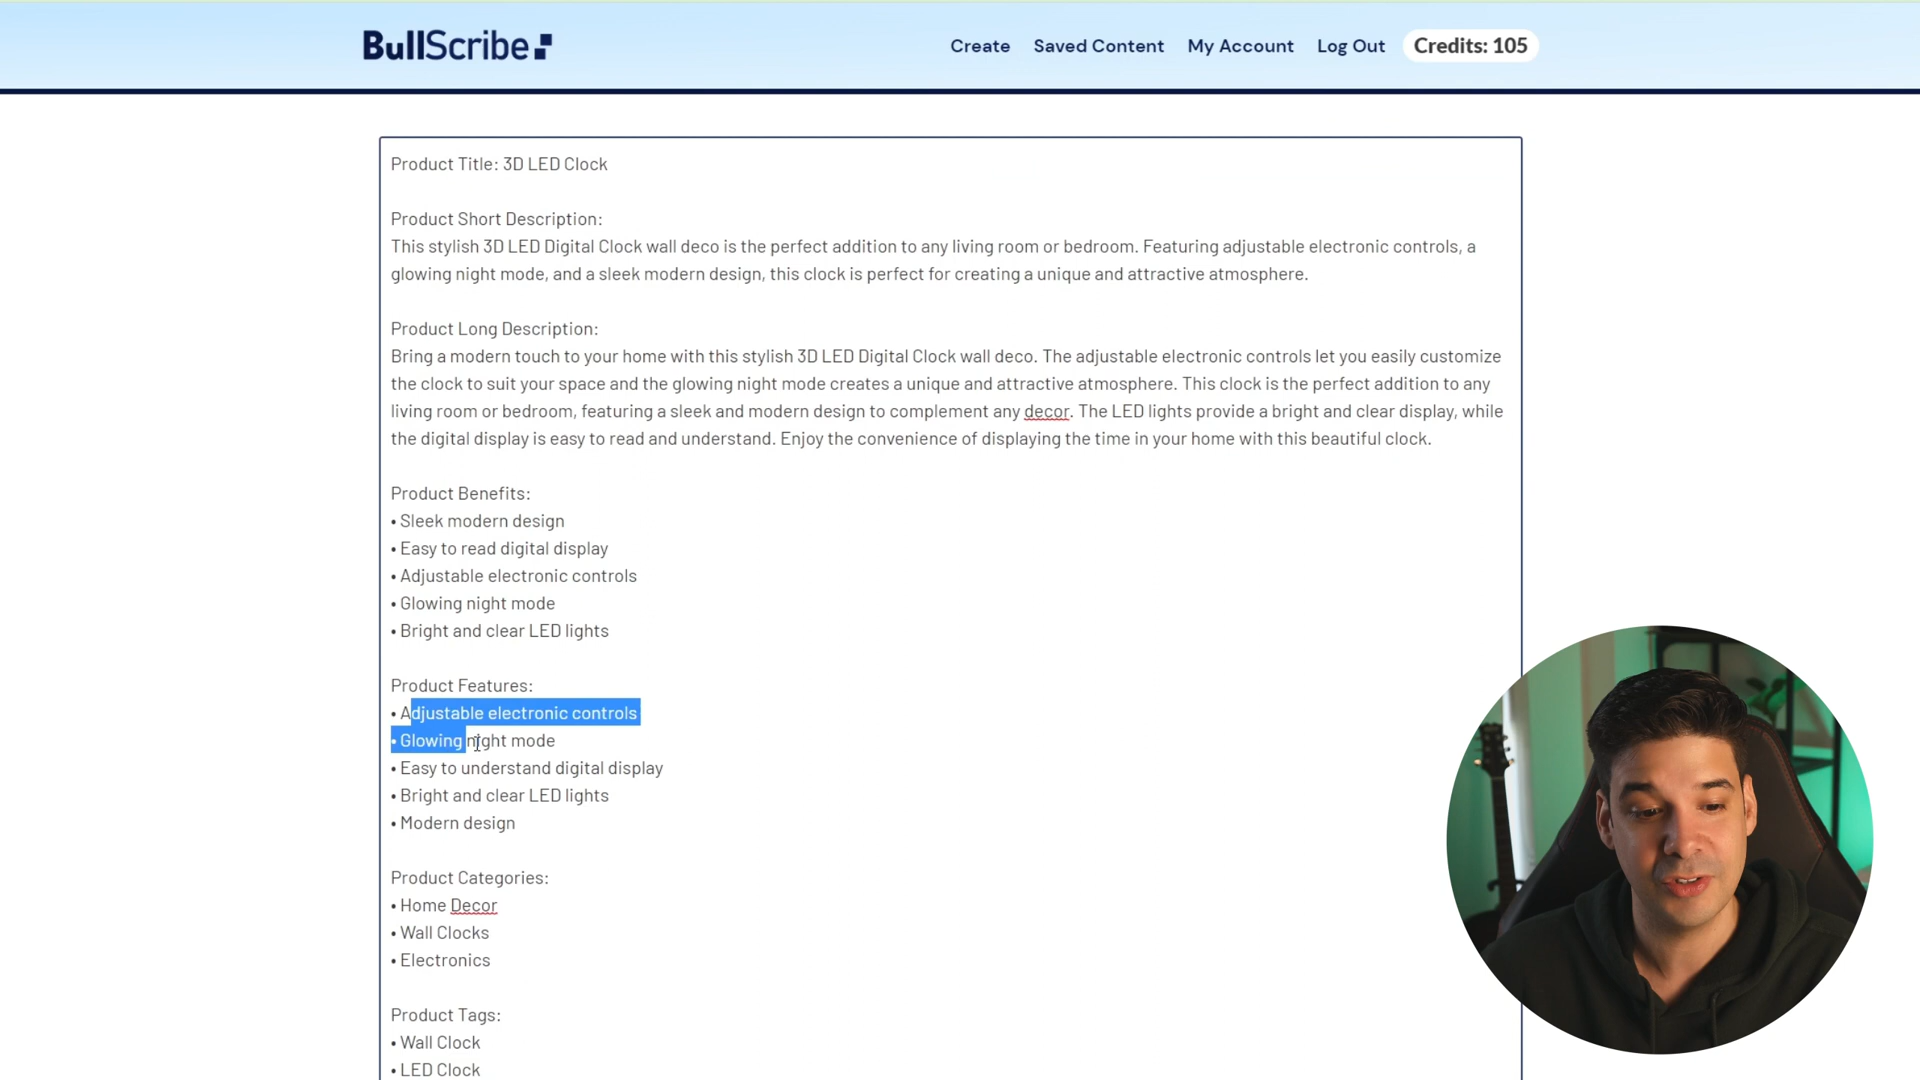 BullScribe
Create Saved Content My Account Log Out Credits: 105
Product Title: 3D LED Clock
Product Short Description:
This stylish 3D LED Digital Clock wall deco is the perfect addition to any living room or bedroom. Featuring adjustable electronic controls, a
glowing night mode, and a sleek modern design, this clock is perfect for creating a unique and attractive atmosphere.
Product Long Description:
Bring a modern touch to your home with this stylish 3D LED Digital Clock wall deco. The adjustable electronic controls let you easily customize
the clock to suit your space and the glowing night mode creates a unique and attractive atmosphere. This clock is the perfect addition to any
living room or bedroom, featuring a sleek and modern design to complement any decor. The LED lights provide a bright and clear display, while
the digital display is easy to read and understand. Enjoy the convenience of displaying the time in your home with this beautiful clock.
Product Benefits:
• Sleek modern design
• Easy to read digital display
• Adjustable electronic controls
• Glowing night mode
• Bright and clear LED lights
Product Features:
• Adjustable electronic controls
• Glowing night mode
• Easy to understand digital display
• Bright and clear LED lights
• Modern design
Product Categories:
• Home Decor
• Wall Clocks
• Electronics
Product Tags:
• Wall Clock
• LED Clock